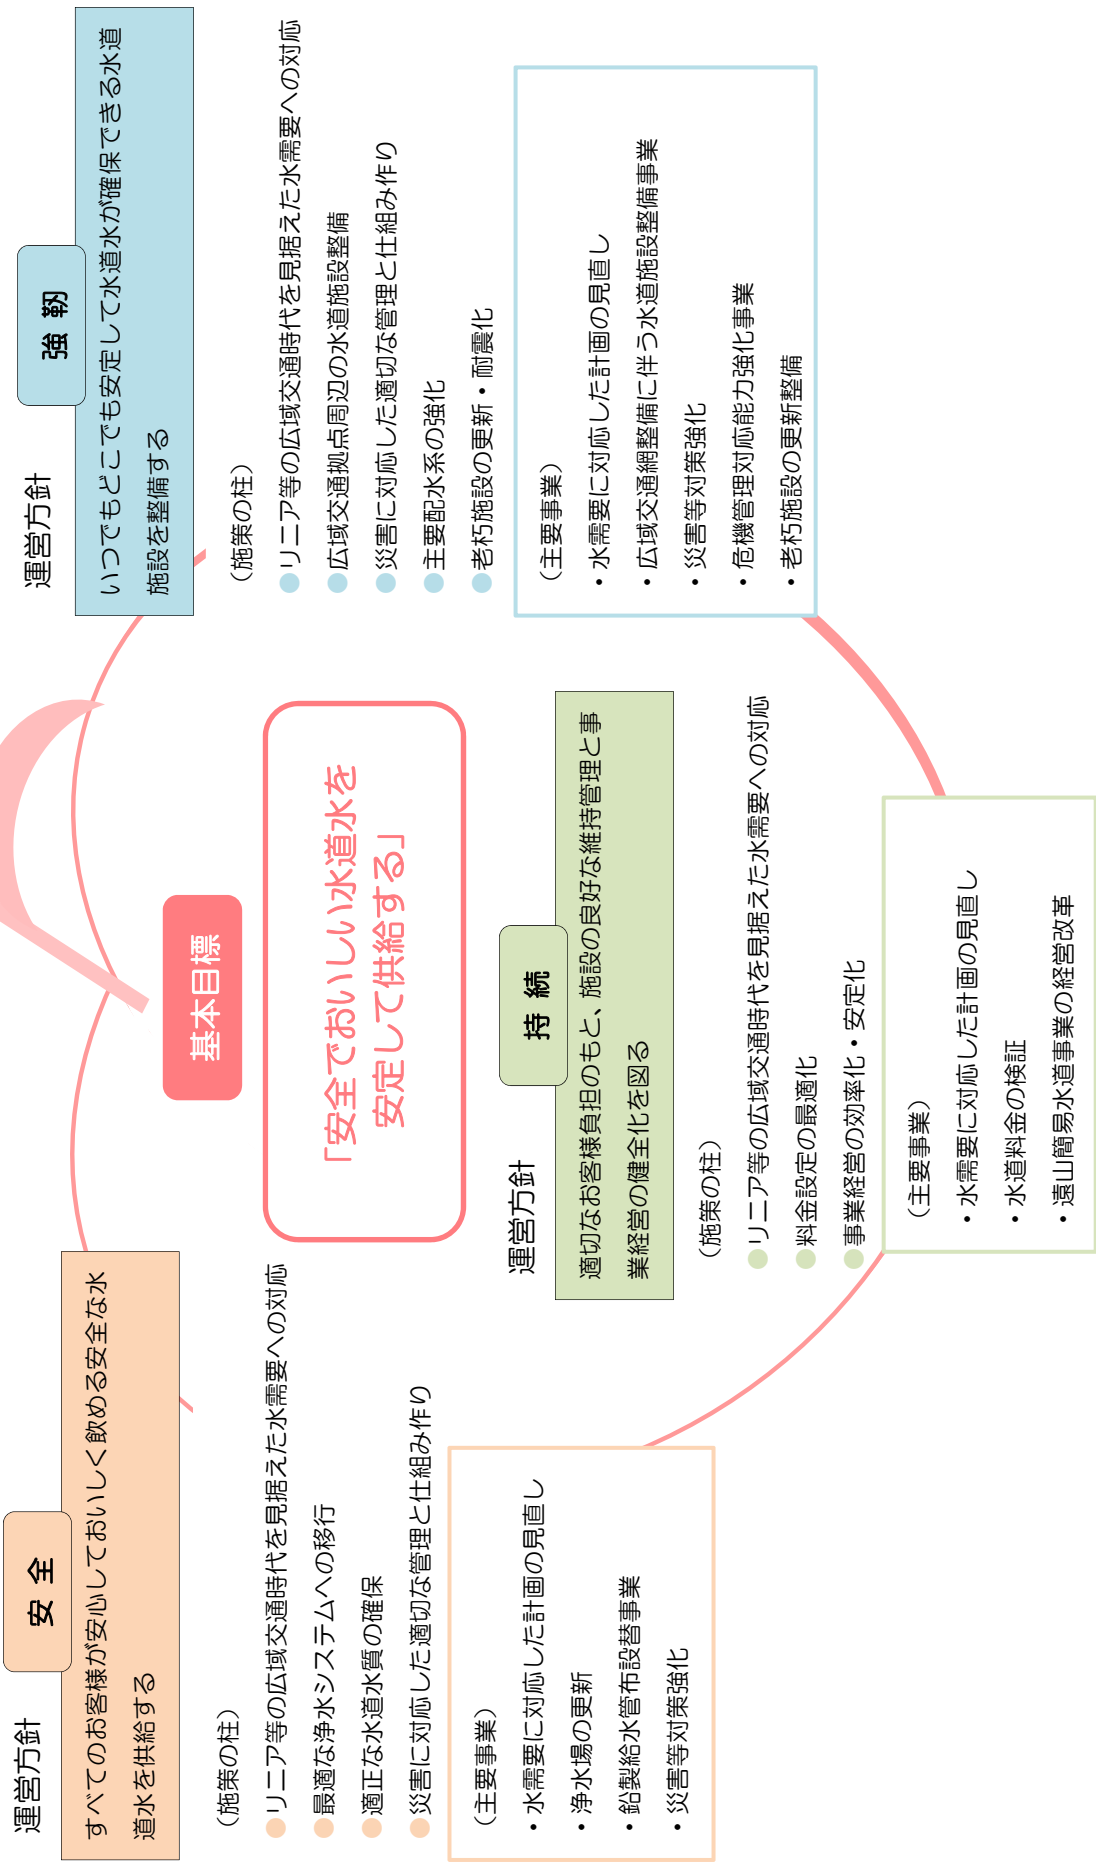 運営方針
安全
すべてのお客様が安心しておいしく飲める安全な水
道水を供給する
（施策の柱）
●リニア等の広域交通時代を見据えた水需要への対応
●最適な浄水システムへの移行
●適正な水道水質の確保
●災害に対応した適切な管理と仕組み作り
（主要事業）
・水需要に対応した計画の見直し
・浄水場の更新
・鉛製給水管布設替事業
・災害等対策強化
基本目標
「安全でおいしい水道水を
安定して供給する」
運営方針
持続
適切なお客様負担のもと、施設の良好な維持管理と事
業経営の健全化を図る
（施策の柱）
●リニア等の広域交通時代を見据えた水需要への対応
●料金設定の最適化
●事業経営の効率化・安定化
（主要事業）
・水需要に対応した計画の見直し
・水道料金の検証
・遠山簡易水道事業の経営改革
運営方針
強靭
いつでもどこでも安定して水道水が確保できる水道
施設を整備する
（施策の柱）
●リニア等の広域交通時代を見据えた水需要への対応
●広域交通拠点周辺の水道施設整備
●災害に対応した適切な管理と仕組み作り
●主要配水系の強化
●老朽施設の更新・耐震化
（主要事業）
・水需要に対応した計画の見直し
・広域交通網整備に伴う水道施設整備事業
・災害等対策強化
・危機管理対応能力強化事業
・老朽施設の更新整備